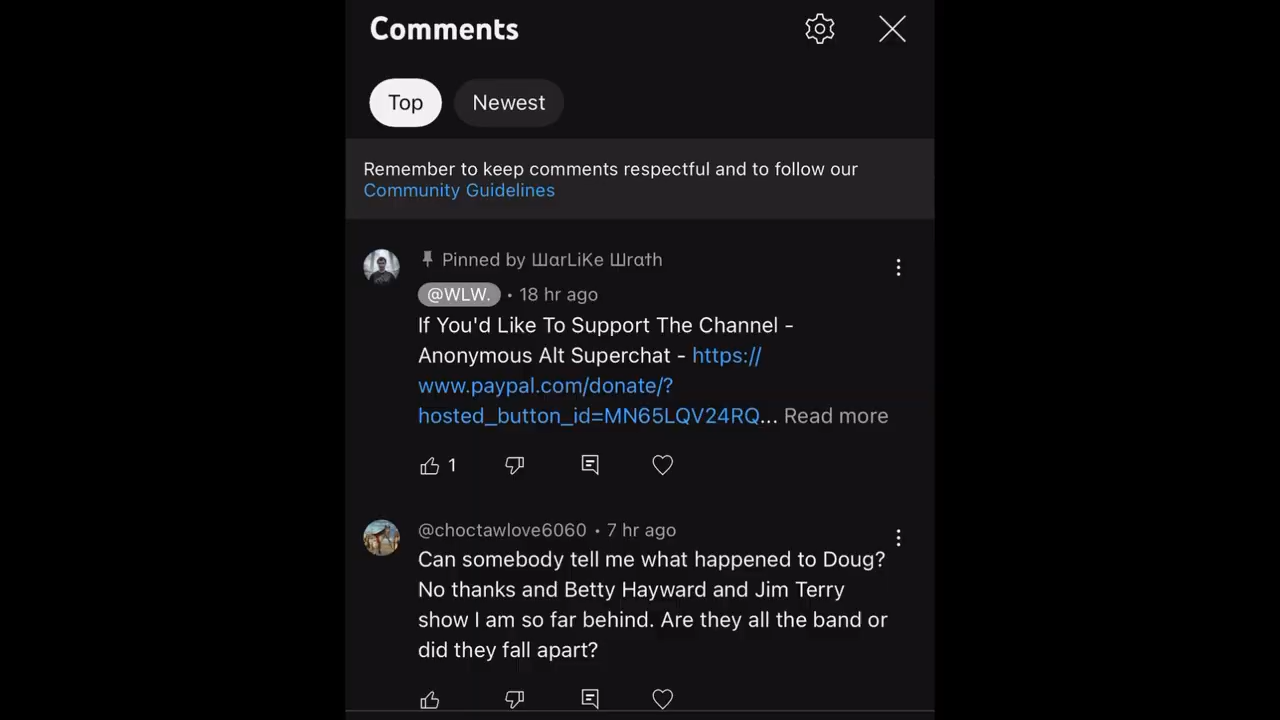 Comments
Top
Newest
Remember to keep comments respectful and to follow our
Community Guidelines
Pinned by ШαrLiKe Шrαth
@WLW. • 18 hr ago
If You'd Like To Support The Channel -
Anonymous Alt Superchat - https://
www.paypal.com/donate/?
hosted_button_id=MN65LQV24RQ... Read more
1
@choctawlove6060 • 7 hr ago
Can somebody tell me what happened to Doug?
No thanks and Betty Hayward and Jim Terry
show I am so far behind. Are they all the band or
did they fall apart?